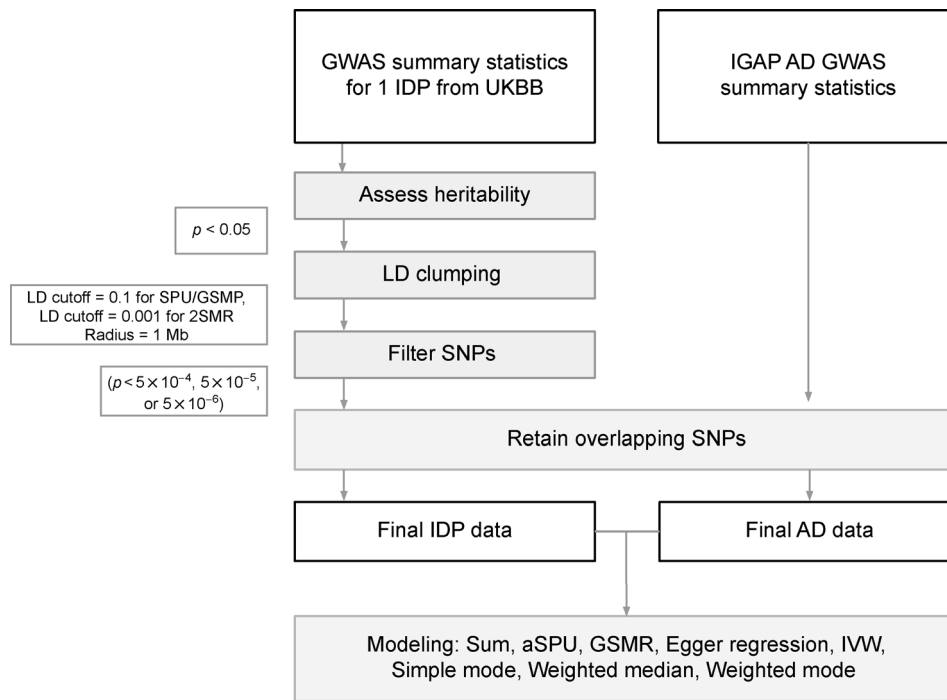 GWAS summary statistics
for 1 IDP from UKBB
IGAP AD GWAS
summary statistics
Assess heritability
p < 0.05
LD clumping
LD cutoff = 0.1 for SPU/GSMP,
LD cutoff = 0.001 for 2SMR
Radius = 1 Mb
Filter SNPs
(p < 5 × 10⁻⁴, 5 × 10⁻⁵,
or 5 × 10⁻⁶)
Retain overlapping SNPs
Final IDP data
Final AD data
Modeling: Sum, aSPU, GSMR, Egger regression, IVW,
Simple mode, Weighted median, Weighted mode